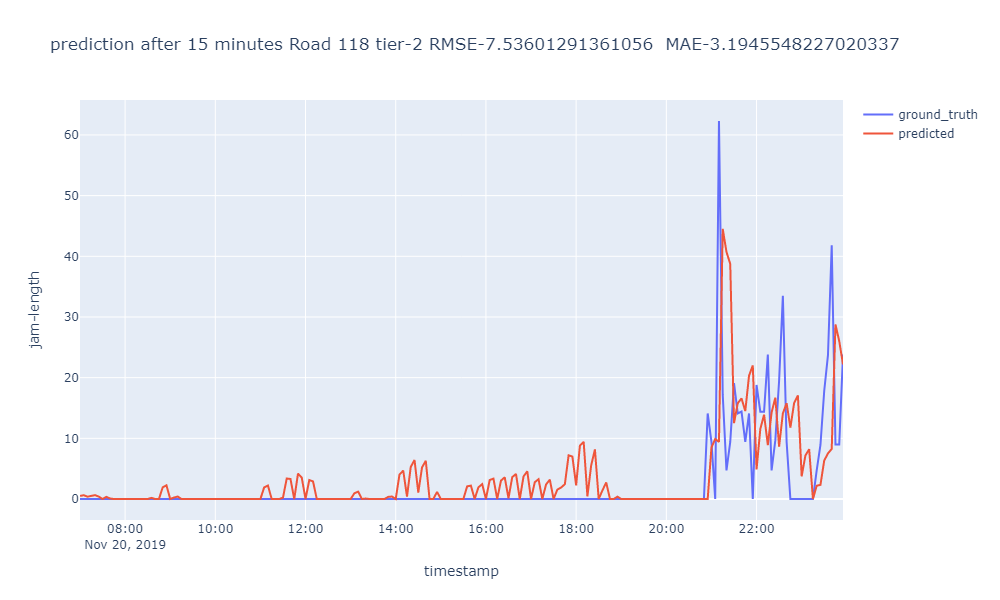 prediction after 15 minutes Road 118 tier-2 RMSE-7.53601291361056  MAE-3.1945548227020337
ground_truth
predicted
60
50
40
30
20
10
0
jam-length
08:00 10:00 12:00 14:00 16:00 18:00 20:00 22:00
Nov 20, 2019
timestamp